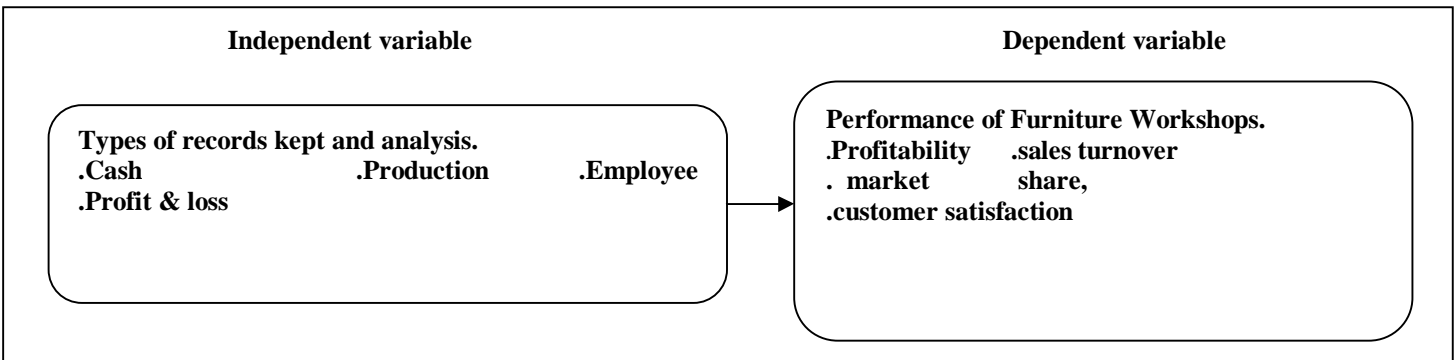 Independent variable Dependent variable
Types of records kept and analysis.
.Cash .Production .Employee
.Profit & loss
Performance of Furniture Workshops.
.Profitability .sales turnover
. market share,
.customer satisfaction